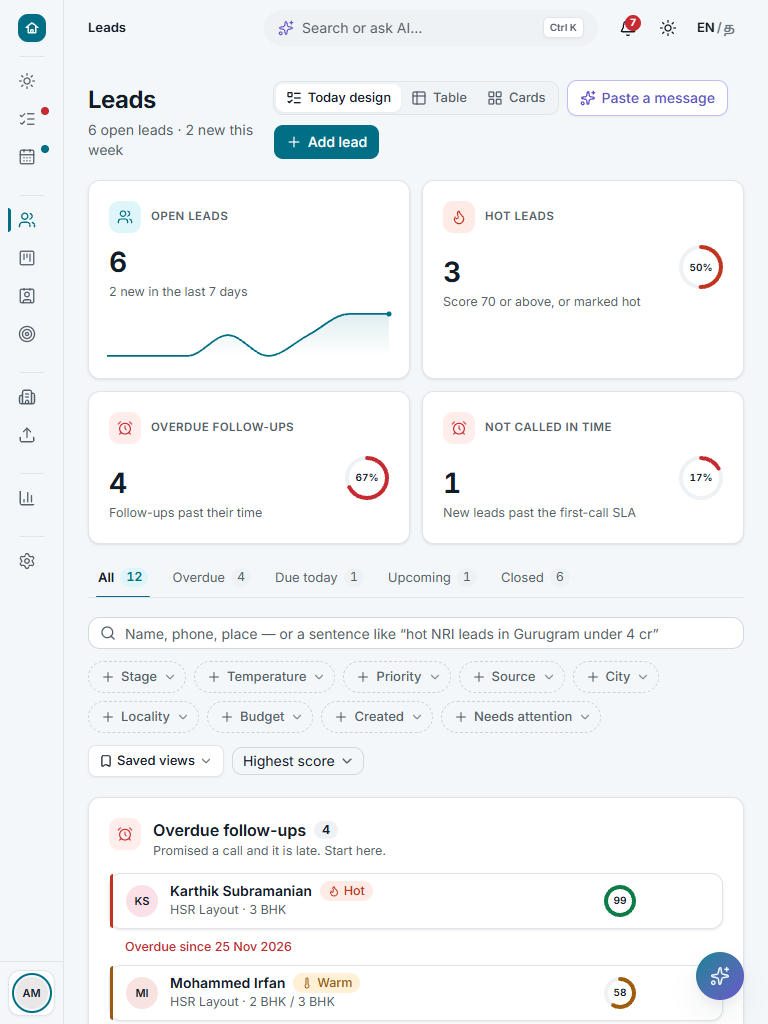 Leads
Search or ask AI...
Ctrl K
7
EN / த
Leads
6 open leads · 2 new this
week
Today design
Table
Cards
Paste a message
Add lead
OPEN LEADS
6
2 new in the last 7 days
HOT LEADS
3
50%
Score 70 or above, or marked hot
OVERDUE FOLLOW-UPS
4
67%
Follow-ups past their time
NOT CALLED IN TIME
1
17%
New leads past the first-call SLA
All 12
Overdue 4
Due today 1
Upcoming 1
Closed 6
Name, phone, place — or a sentence like “hot NRI leads in Gurugram under 4 cr”
Stage
Temperature
Priority
Source
City
Locality
Budget
Created
Needs attention
Saved views
Highest score
Overdue follow-ups 4
Promised a call and it is late. Start here.
KS
Karthik Subramanian
Hot
HSR Layout · 3 BHK
99
Overdue since 25 Nov 2026
MI
Mohammed Irfan
Warm
HSR Layout · 2 BHK / 3 BHK
58
AM